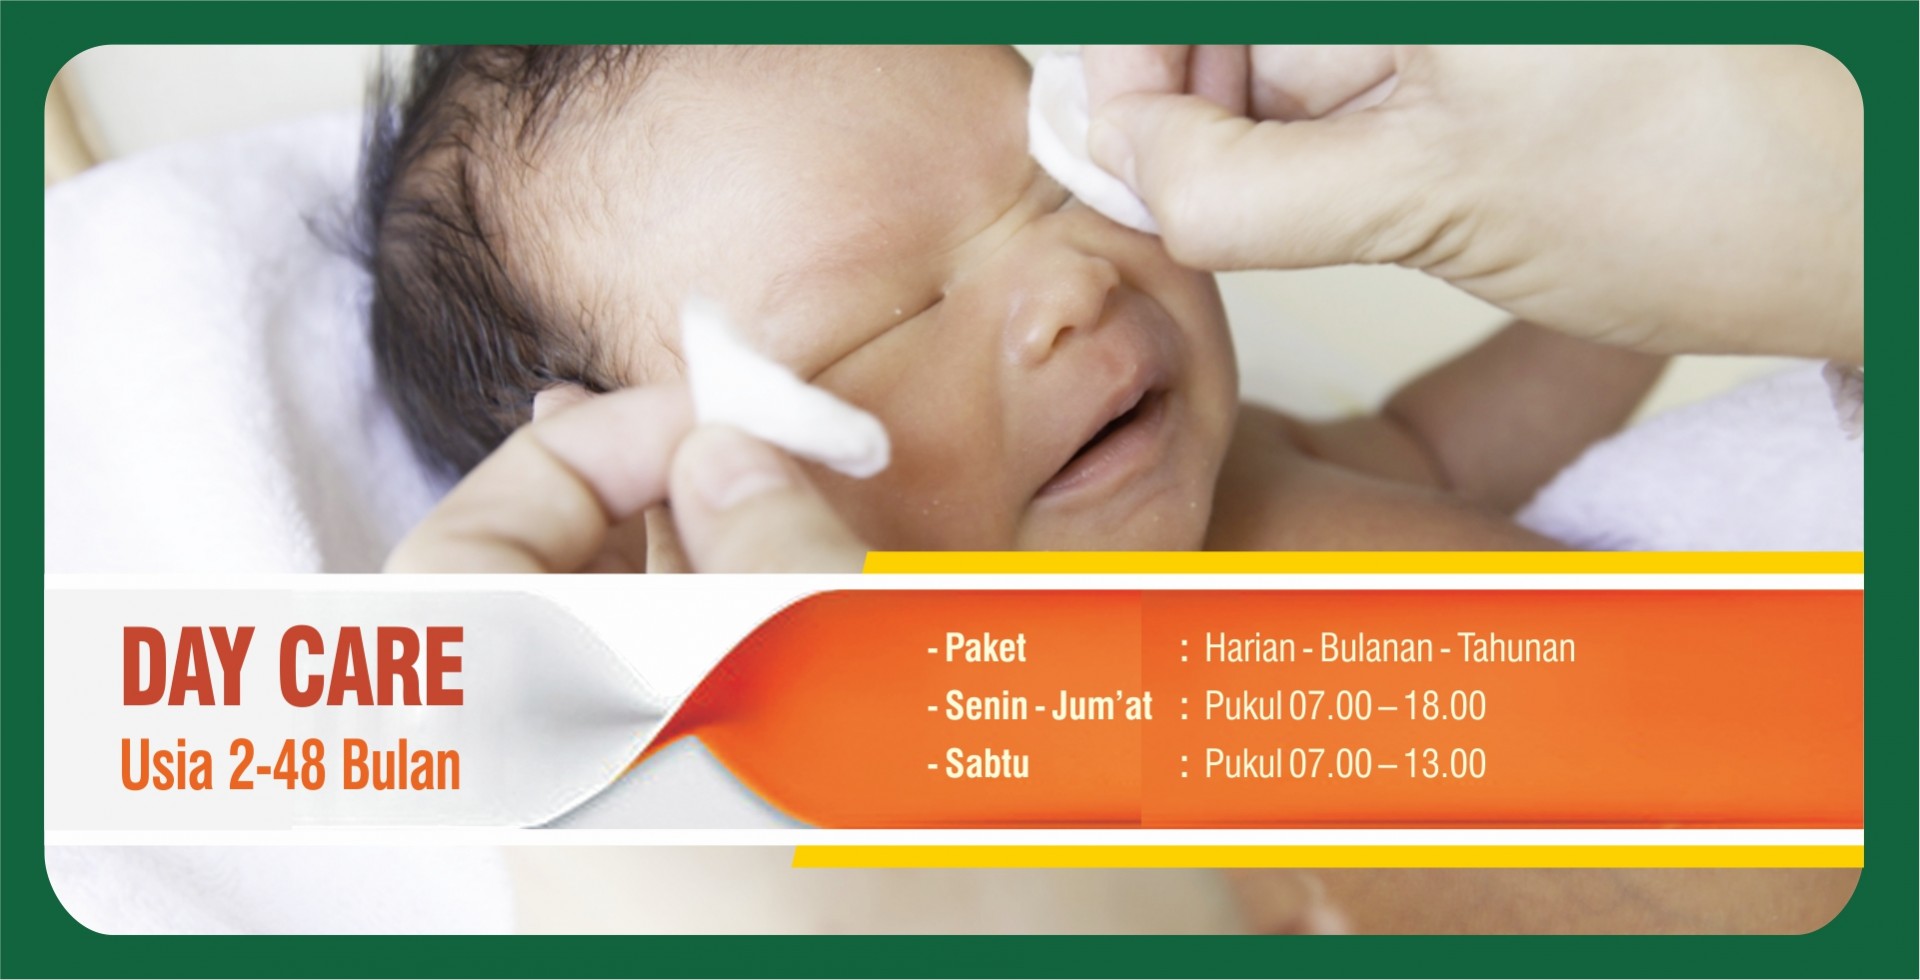 DAY CARE
Usia 2-48 Bulan
- Paket : Harian - Bulanan - Tahunan
- Senin - Jum’at : Pukul 07.00 – 18.00
- Sabtu : Pukul 07.00 – 13.00